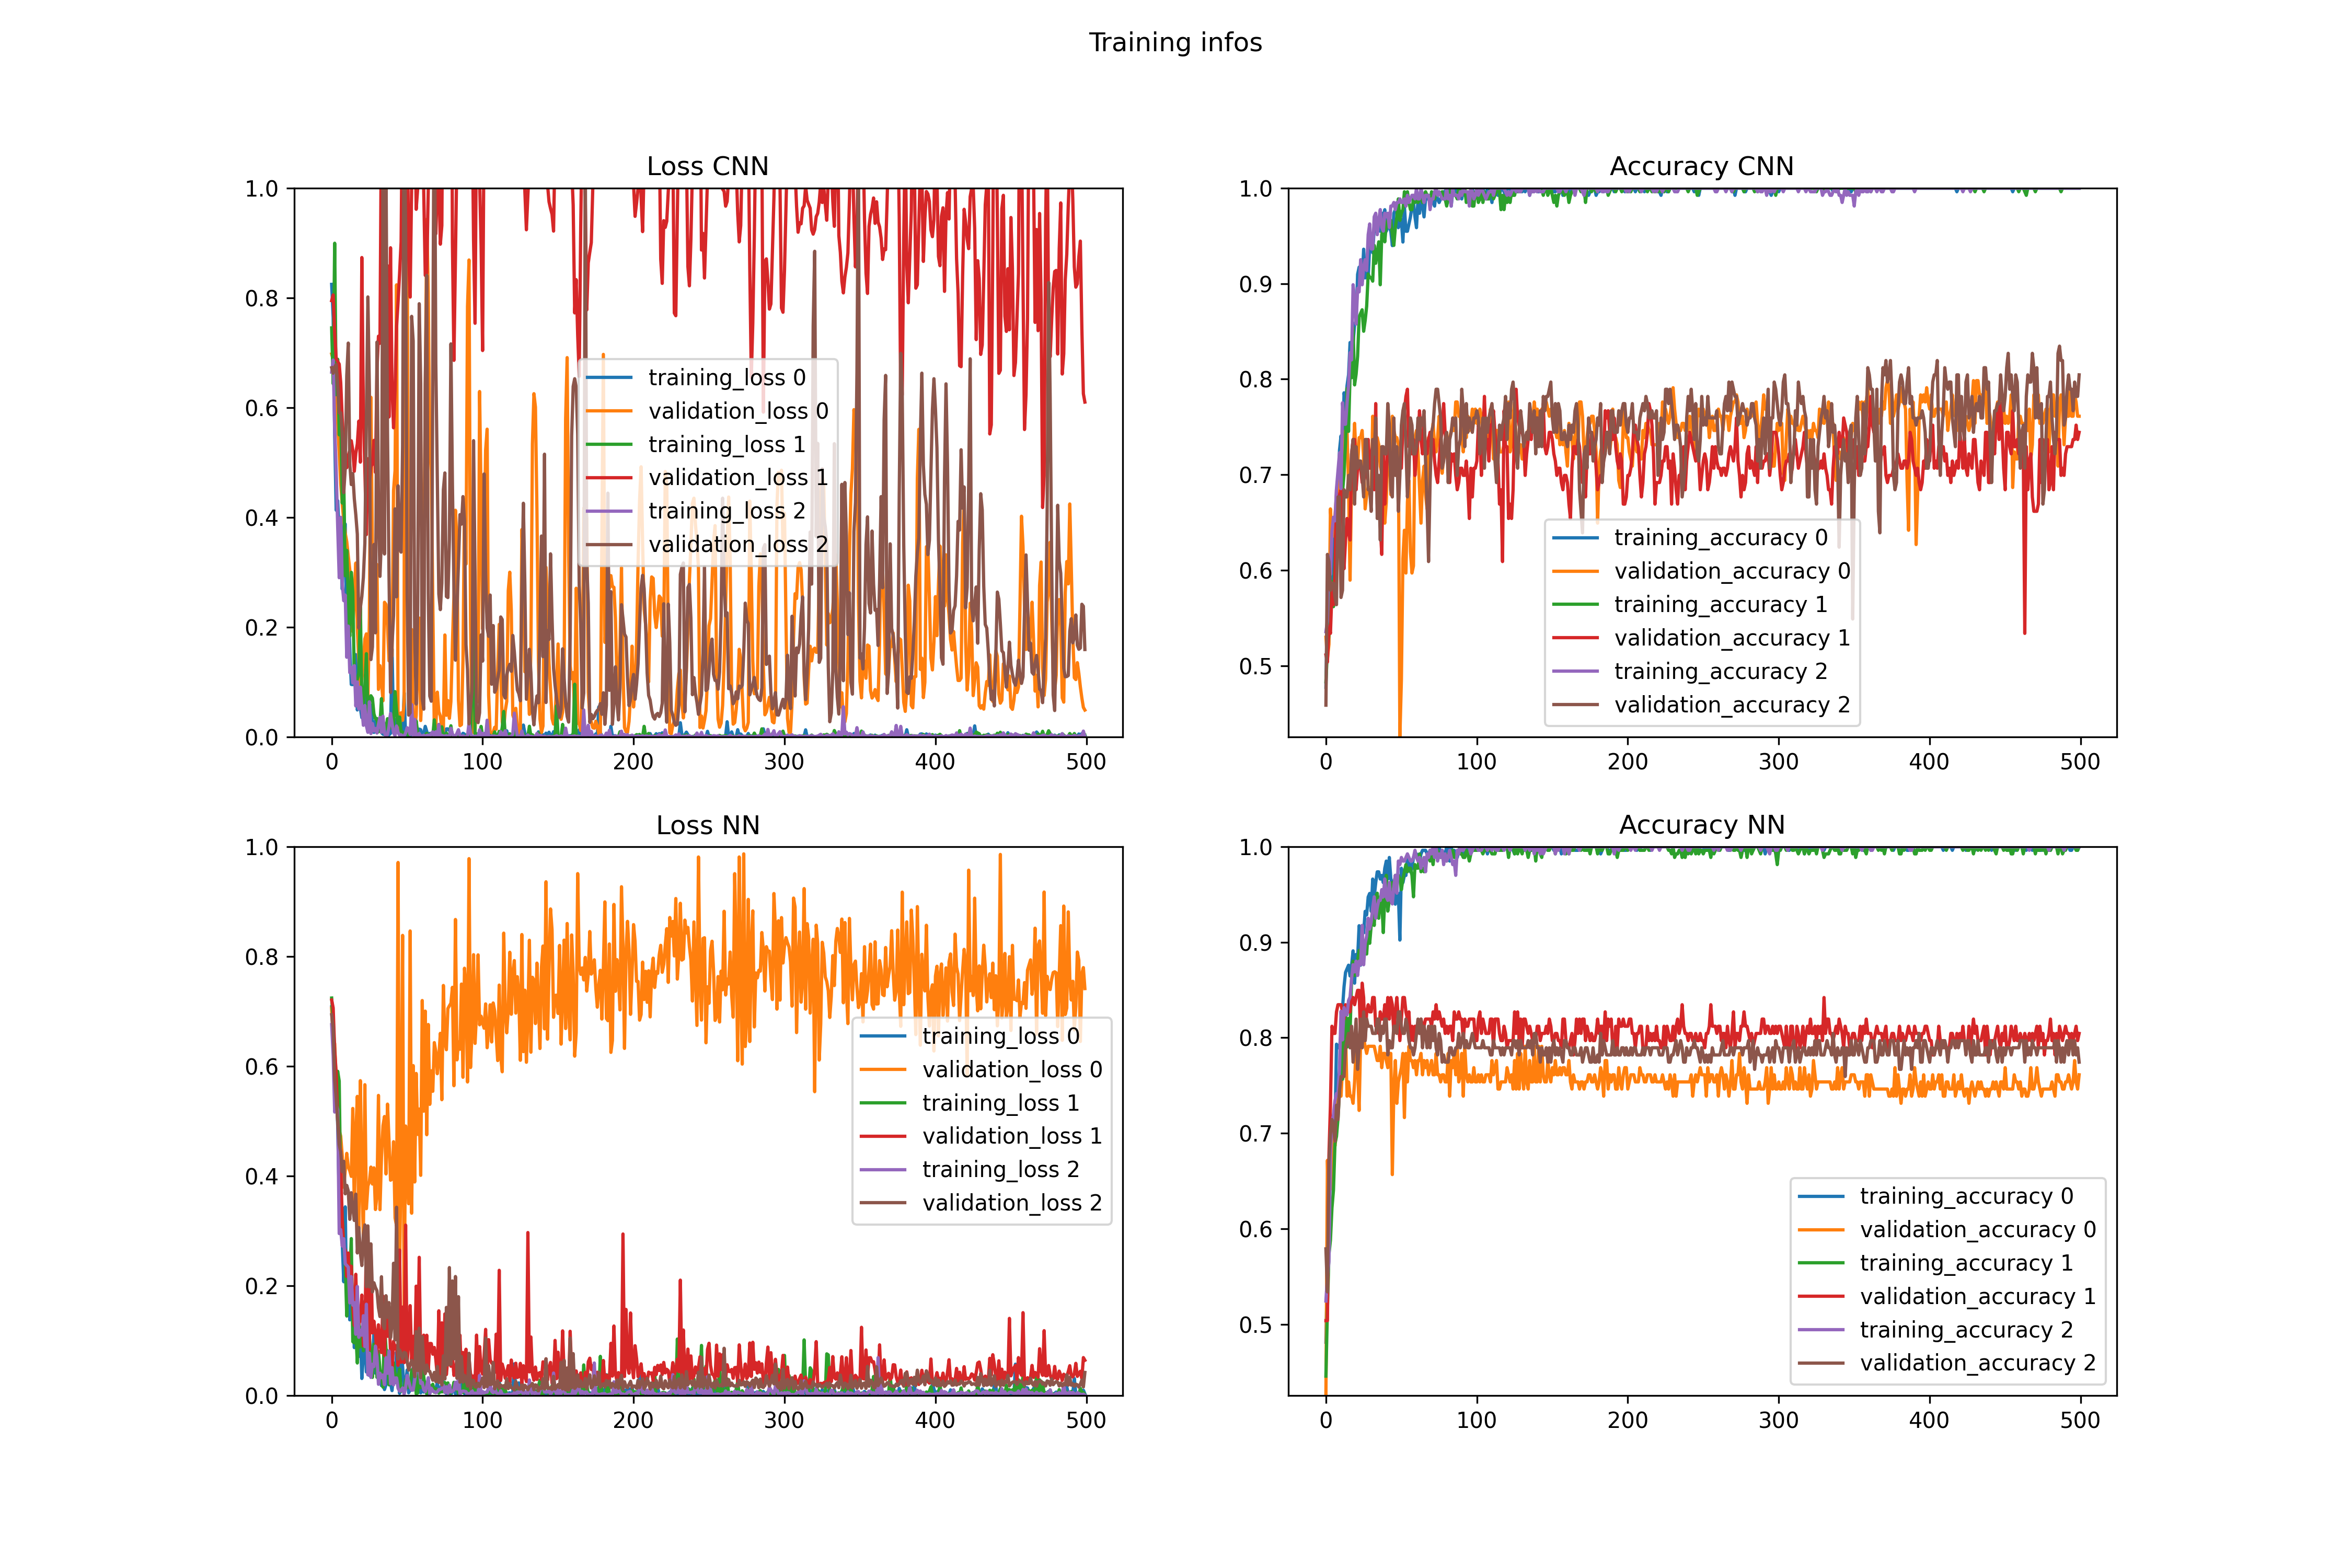 Training infos
Loss CNN
1.0
0.8
0.6
0.4
0.2
0.0
0 100 200 300 400 500
training_loss 0
validation_loss 0
training_loss 1
validation_loss 1
training_loss 2
validation_loss 2
Accuracy CNN
1.0
0.9
0.8
0.7
0.6
0.5
0 100 200 300 400 500
training_accuracy 0
validation_accuracy 0
training_accuracy 1
validation_accuracy 1
training_accuracy 2
validation_accuracy 2
Loss NN
1.0
0.8
0.6
0.4
0.2
0.0
0 100 200 300 400 500
training_loss 0
validation_loss 0
training_loss 1
validation_loss 1
training_loss 2
validation_loss 2
Accuracy NN
1.0
0.9
0.8
0.7
0.6
0.5
0 100 200 300 400 500
training_accuracy 0
validation_accuracy 0
training_accuracy 1
validation_accuracy 1
training_accuracy 2
validation_accuracy 2